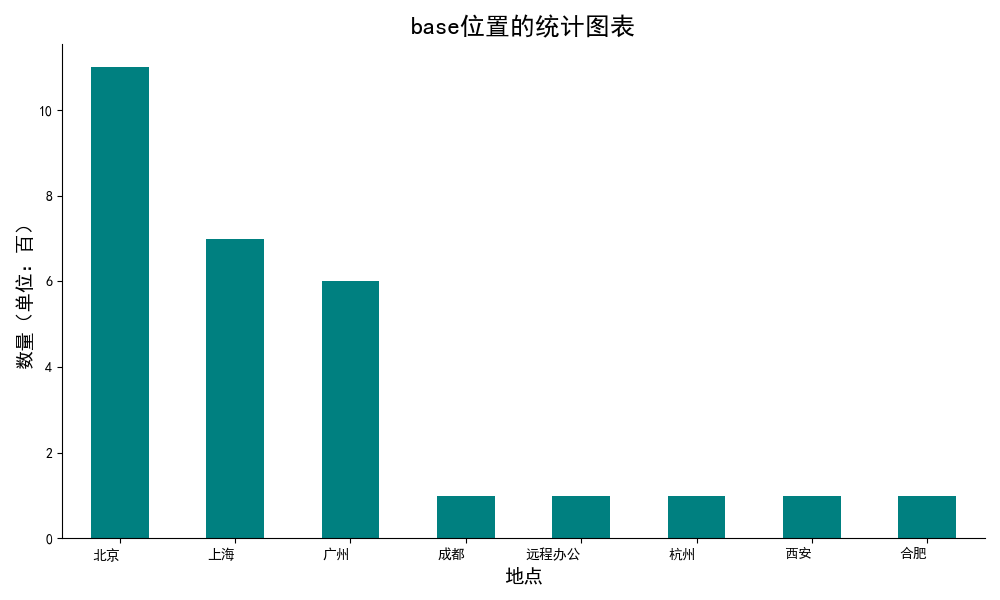 base位置的统计图表
数量（单位：百）
10
8
6
4
2
0
北京 上海 广州 成都 远程办公 杭州 西安 合肥
地点